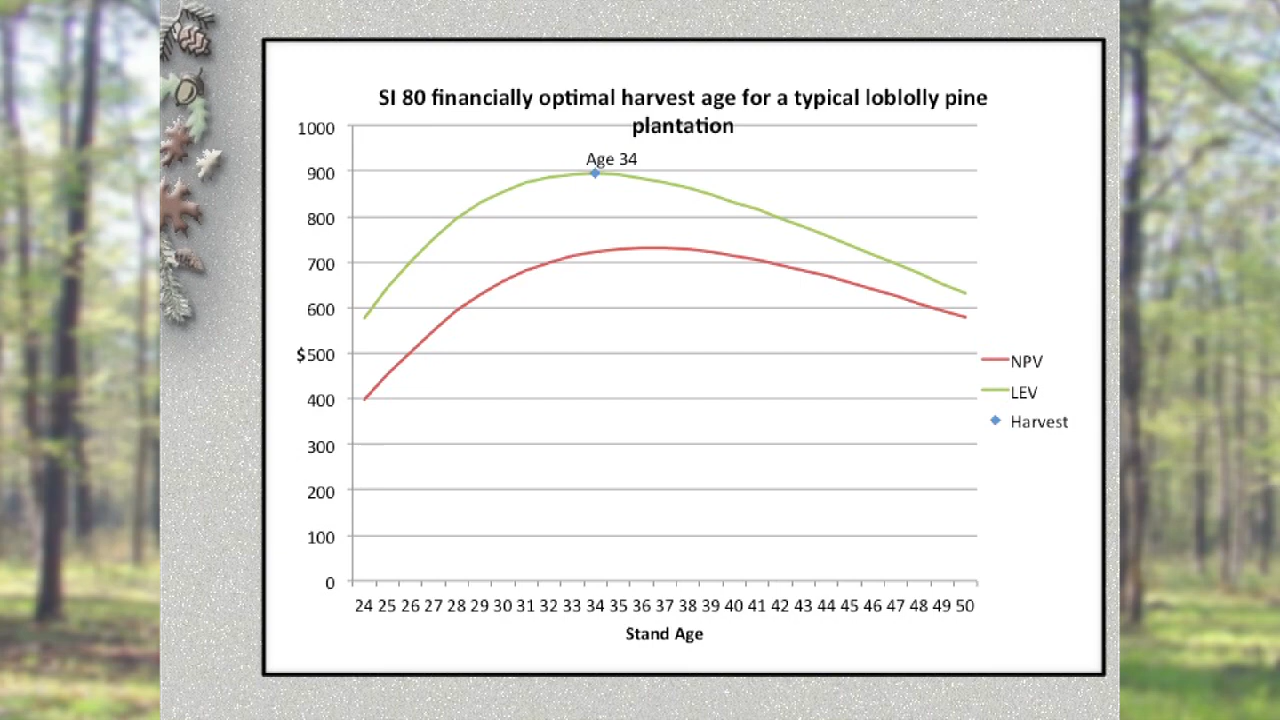 SI 80 financially optimal harvest age for a typical loblolly pine
plantation
1000
Age 34
900
800
700
600
$500
NPV
400
LEV
Harvest
300
200
100
0
24 25 26 27 28 29 30 31 32 33 34 35 36 37 38 39 40 41 42 43 44 45 46 47 48 49 50
Stand Age